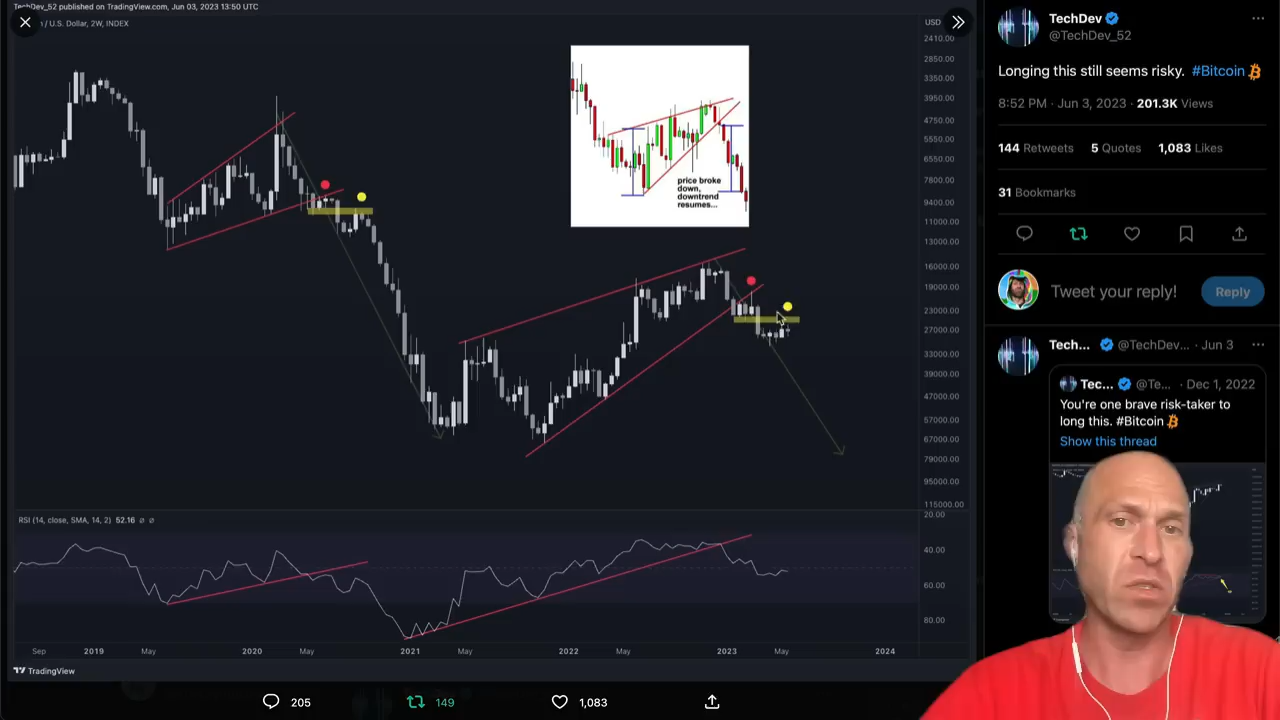 TechDev_52 published on TradingView.com, Jun 03, 2023 13:50 UTC
/ U.S. Dollar, 2W, INDEX
USD
2410.00
2850.00
3350.00
3950.00
4750.00
5550.00
6550.00
7800.00
9400.00
11000.00
13000.00
16000.00
19000.00
23000.00
27000.00
33000.00
39000.00
47000.00
57000.00
67000.00
79000.00
95000.00
115000.00
price broke
down,
downtrend
resumes...
RSI (14, close, SMA, 14, 2) 52.16
20.00
40.00
60.00
80.00
Sep 2019 May 2020 May 2021 May 2022 May 2023 May 2024
TradingView
205 149 1,083
TechDev
@TechDev_52
Longing this still seems risky. #Bitcoin
8:52 PM · Jun 3, 2023 · 201.3K Views
144 Retweets 5 Quotes 1,083 Likes
31 Bookmarks
Tweet your reply! Reply
Tech... @TechDev... · Jun 3
Tec... @Te... · Dec 1, 2022
You're one brave risk-taker to
long this. #Bitcoin
Show this thread